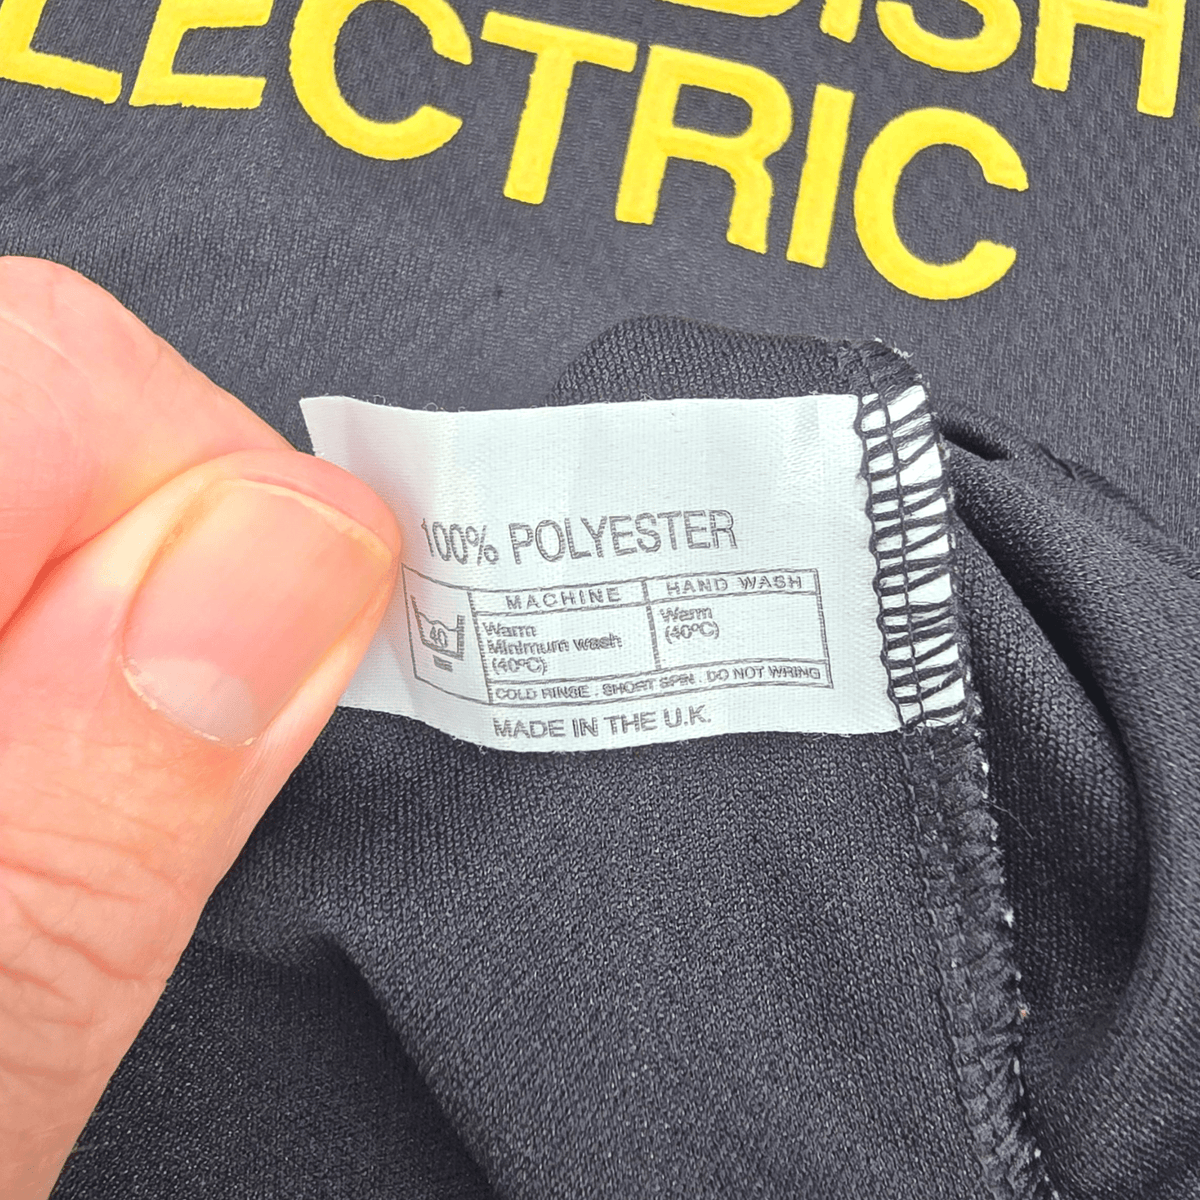 DISH
LECTRIC
100% POLYESTER
MACHINE HAND WASH
40 Warm Warm
Minimum wash (40°C)
(40°C)
COLD RINSE . SHORT SPIN . DO NOT WRING
MADE IN THE U.K.